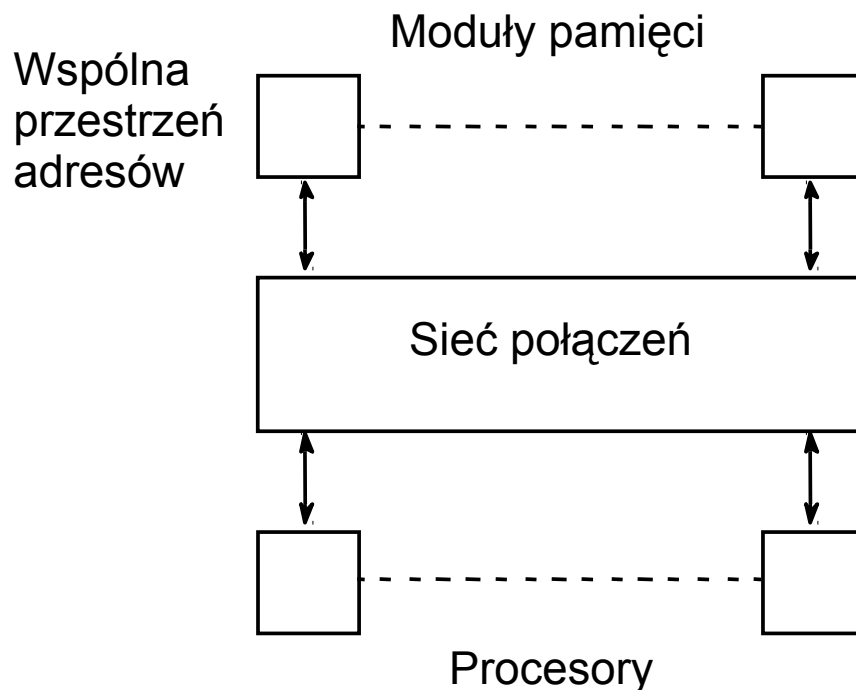 Moduły pamięci
Wspólna
przestrzeń
adresów
Sieć połączeń
Procesory